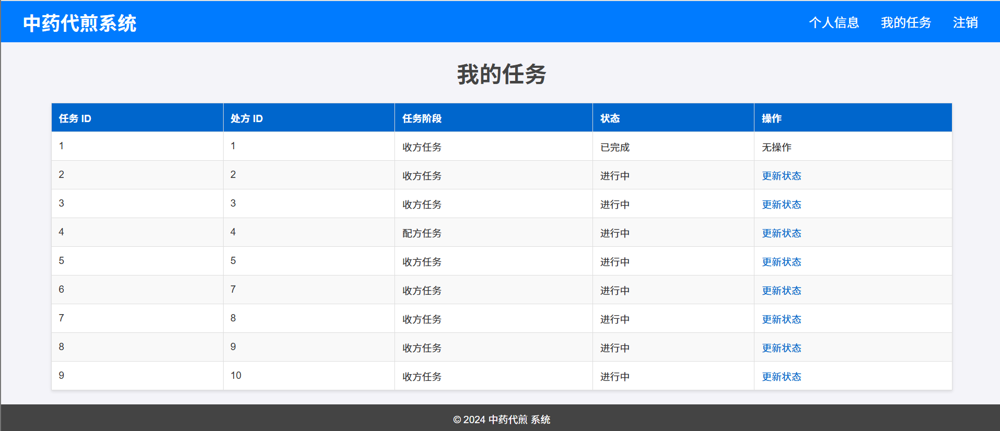 中药代煎系统 个人信息 我的任务 注销
我的任务
任务 ID 处方 ID 任务阶段 状态 操作
1 1 收方任务 已完成 无操作
2 2 收方任务 进行中 更新状态
3 3 收方任务 进行中 更新状态
4 4 配方任务 进行中 更新状态
5 5 收方任务 进行中 更新状态
6 7 收方任务 进行中 更新状态
7 8 收方任务 进行中 更新状态
8 9 收方任务 进行中 更新状态
9 10 收方任务 进行中 更新状态
© 2024 中药代煎 系统